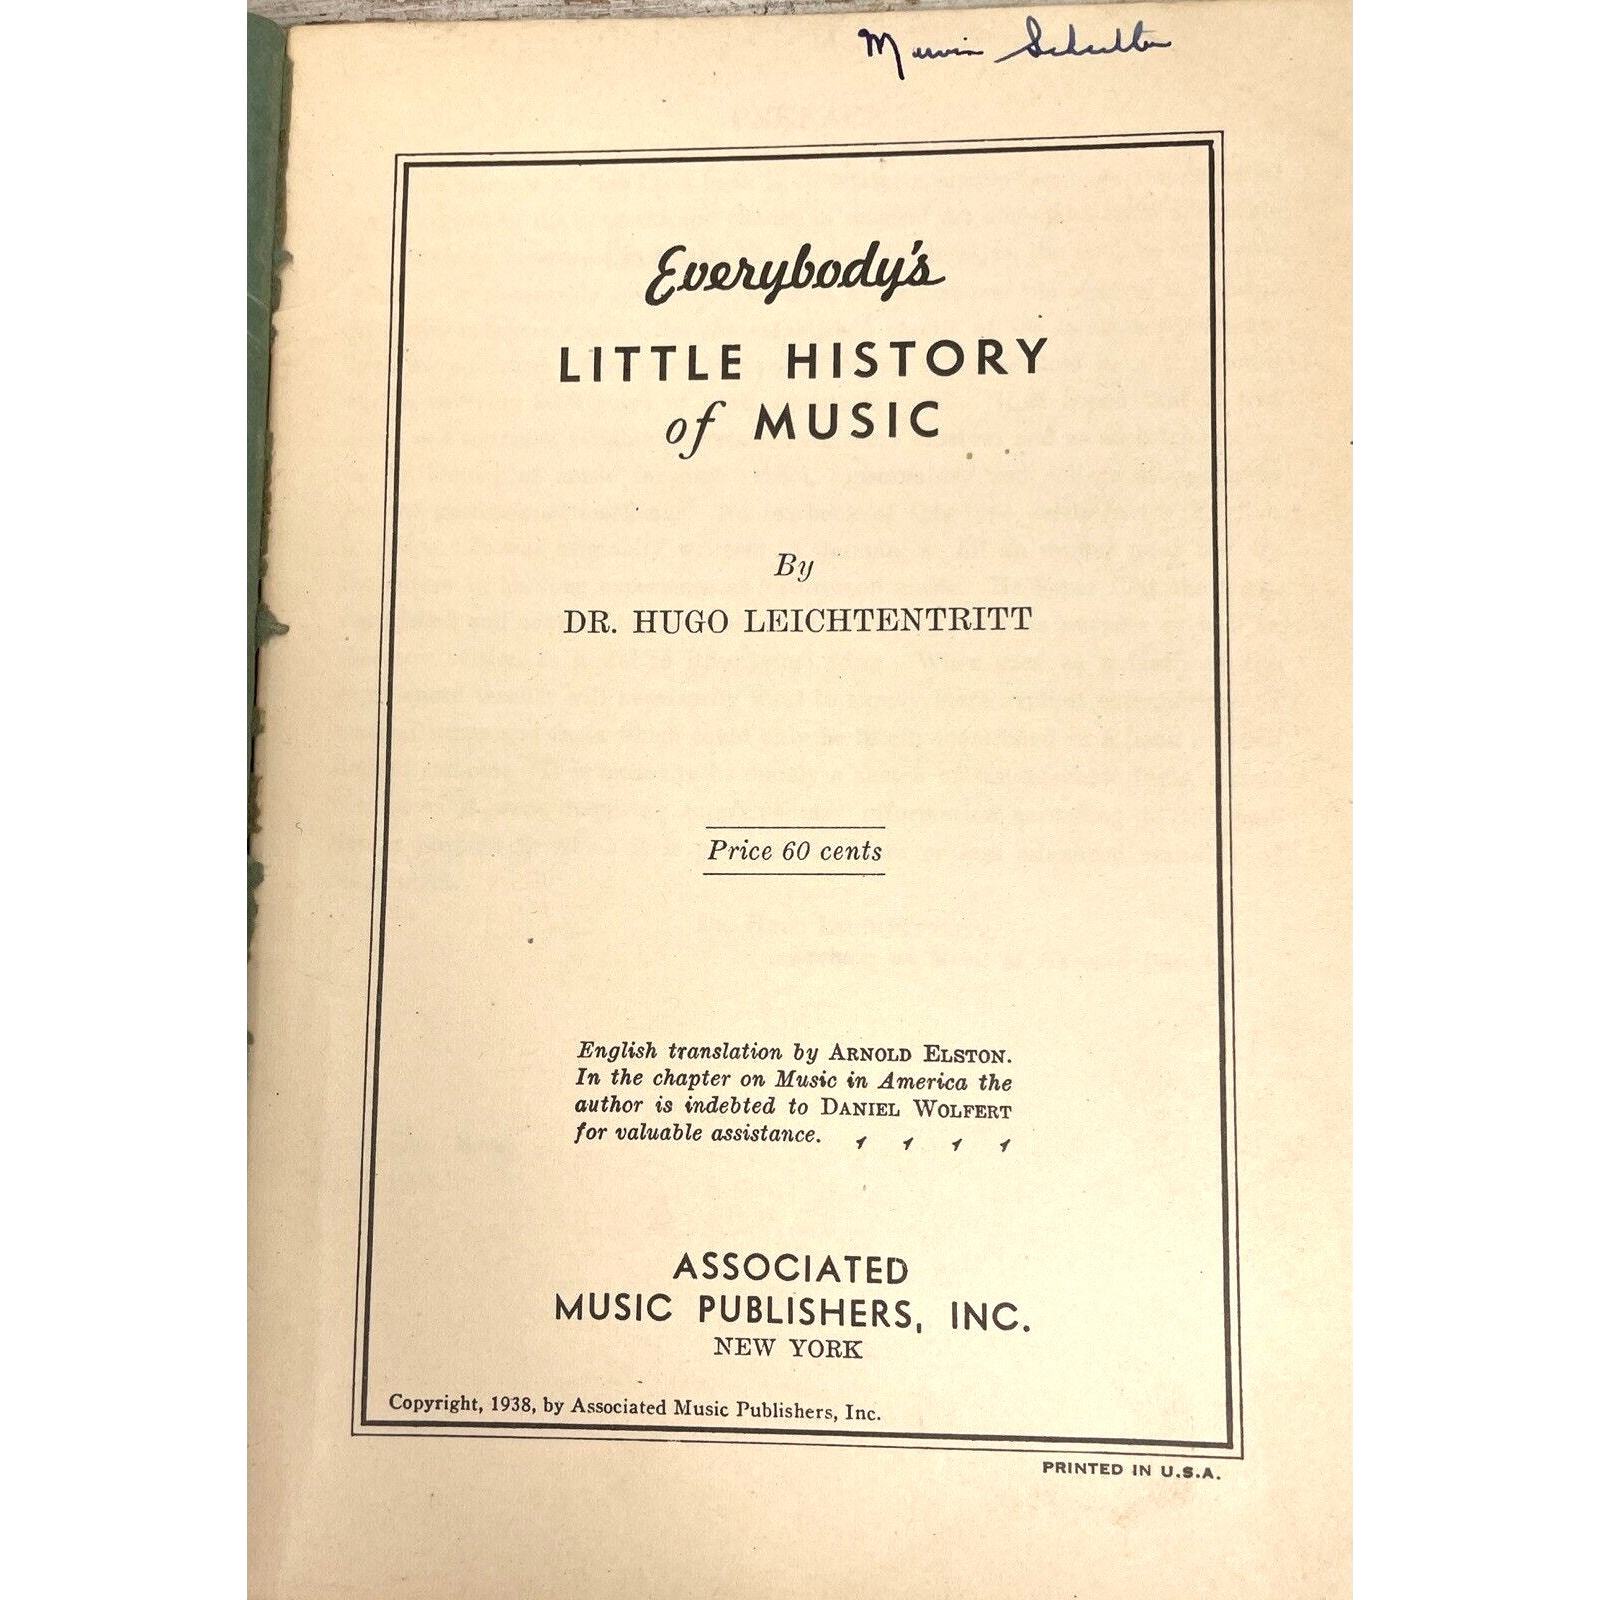 Everybody's
LITTLE HISTORY
of MUSIC
By
DR. HUGO LEICHTENTRITT
Price 60 cents
English translation by ARNOLD ELSTON.
In the chapter on Music in America the
author is indebted to DANIEL WOLFERT
for valuable assistance.
ASSOCIATED
MUSIC PUBLISHERS, INC.
NEW YORK
Copyright, 1938, by Associated Music Publishers, Inc.
PRINTED IN U.S.A.